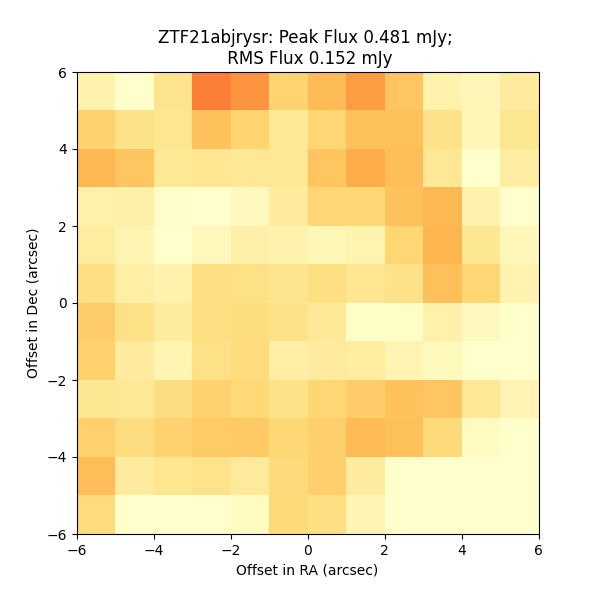 ZTF21abjrysr: Peak Flux 0.481 mJy;
RMS Flux 0.152 mJy
6
4
2
0
−2
−4
−6
Offset in Dec (arcsec)
−6 −4 −2 0 2 4 6
Offset in RA (arcsec)